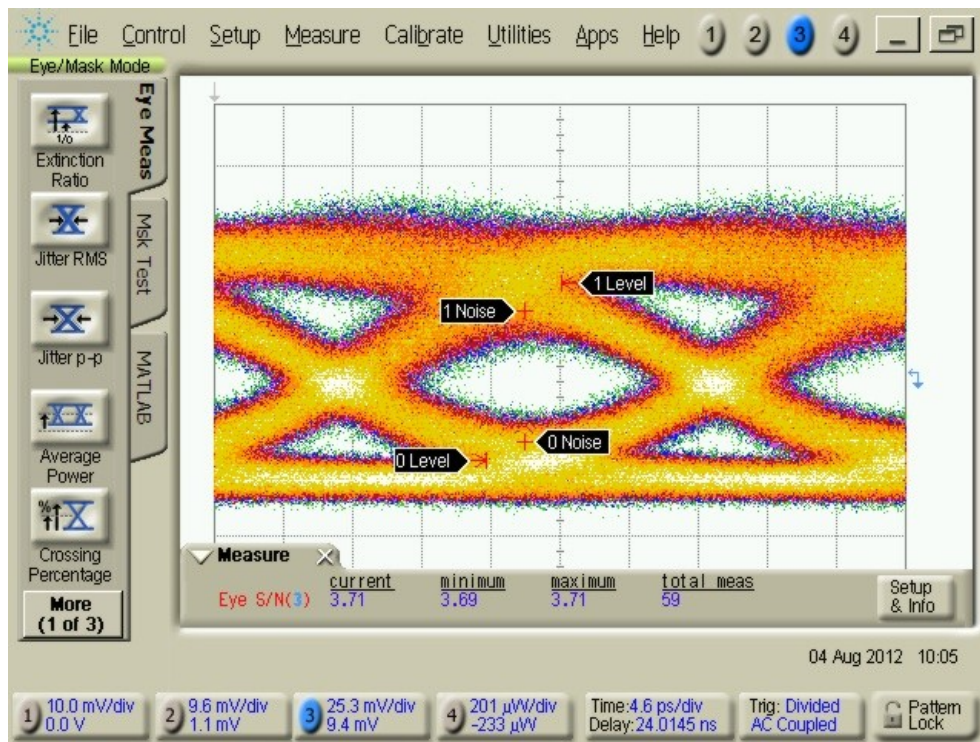 File Control Setup Measure Calibrate Utilities Apps Help 1 2 3 4
Eye/Mask Mode
Eye Meas
Msk Test
MATLAB
1/0
Extinction
Ratio
Jitter RMS
Jitter p-p
Average
Power
%
Crossing
Percentage
More
(1 of 3)
1 Level
1 Noise
0 Noise
0 Level
Measure
current minimum maximum total meas
Eye S/N(3) 3.71 3.69 3.71 59
Setup
& Info
04 Aug 2012 10:05
1 10.0 mV/div
0.0 V
2 9.6 mV/div
1.1 mV
3 25.3 mV/div
9.4 mV
4 201 µW/div
-233 µW
Time:4.6 ps/div
Delay:24.0145 ns
Trig: Divided
AC Coupled
Pattern
Lock